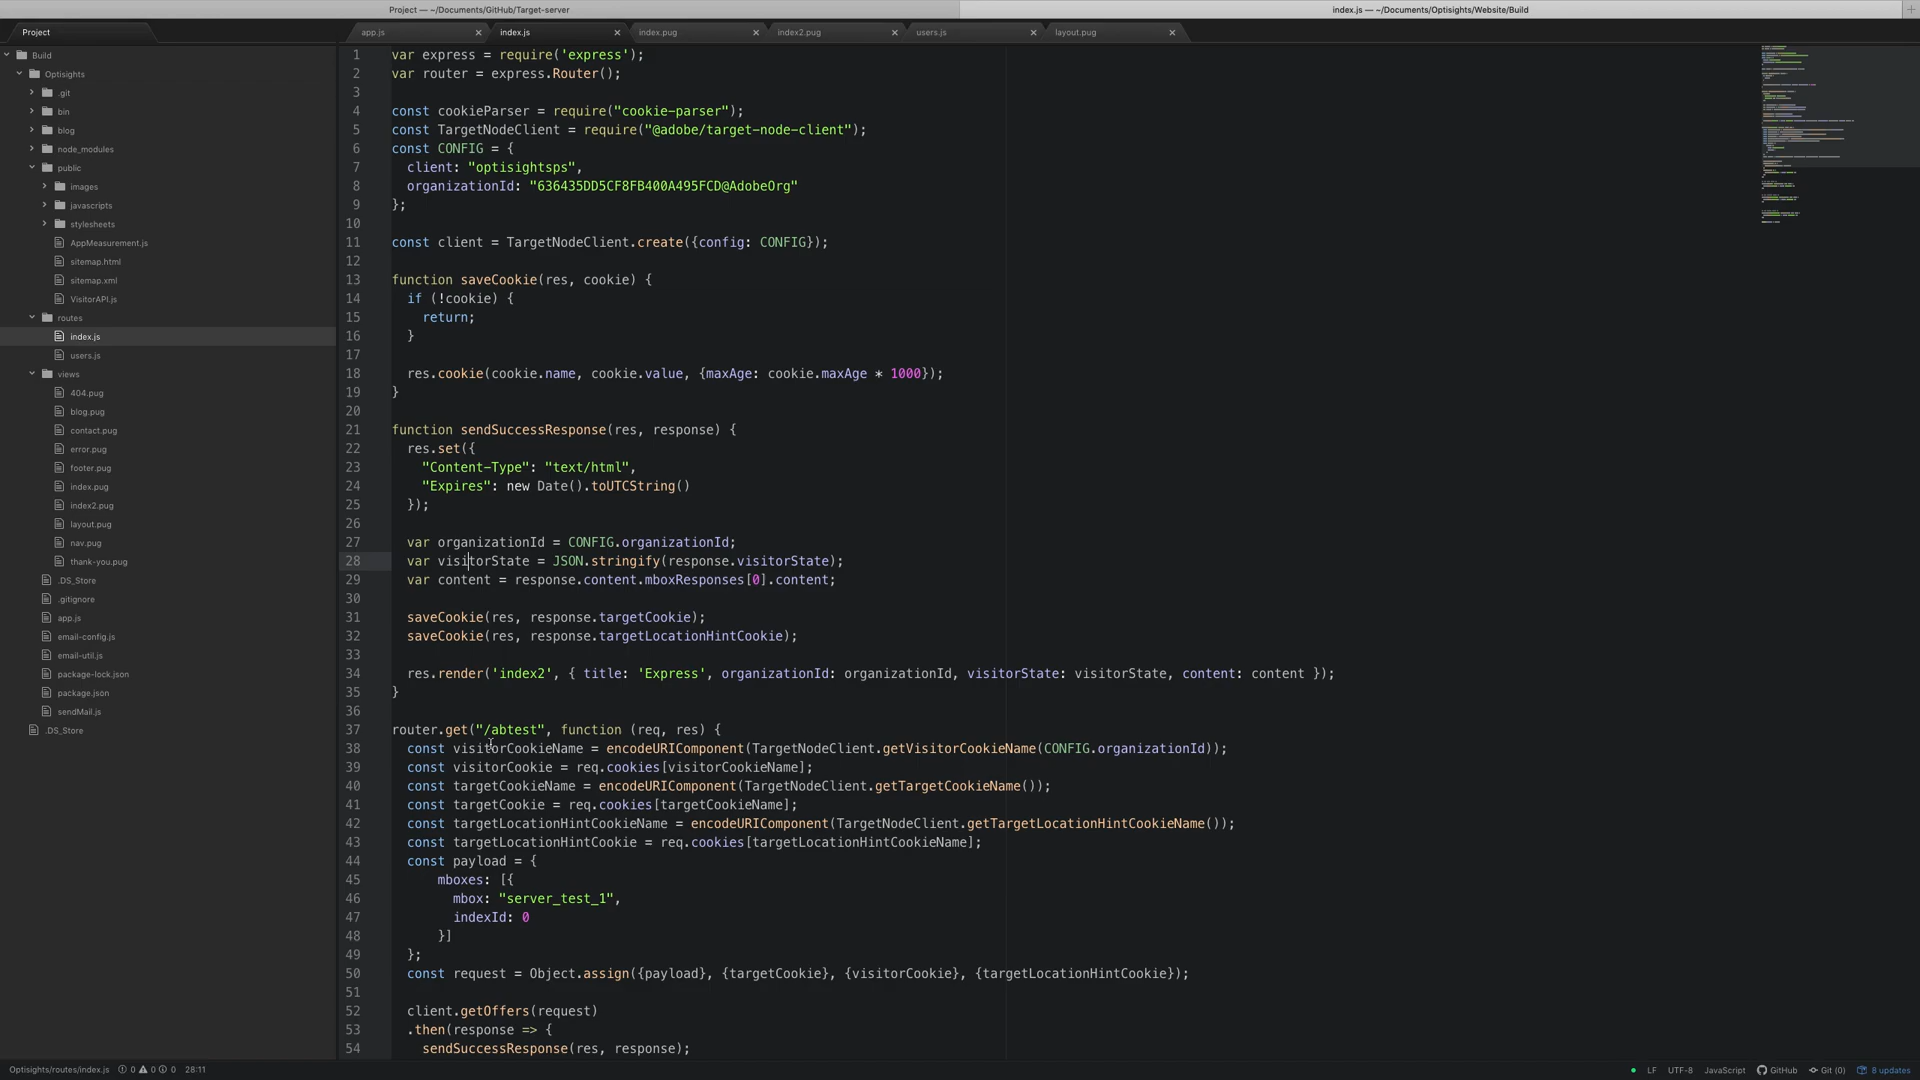 Project — ~/Documents/GitHub/Target-server
index.js — ~/Documents/Optisights/Website/Build
Project
app.js
index.js
index.pug
index2.pug
users.js
layout.pug
Build
Optisights
.git
bin
blog
node_modules
public
images
javascripts
stylesheets
AppMeasurement.js
sitemap.html
sitemap.xml
VisitorAPI.js
routes
index.js
users.js
views
404.pug
blog.pug
contact.pug
error.pug
footer.pug
index.pug
index2.pug
layout.pug
nav.pug
thank-you.pug
.DS_Store
.gitignore
app.js
email-config.js
email-util.js
package-lock.json
package.json
sendMail.js
.DS_Store
1 var express = require('express');
2 var router = express.Router();
3
4 const cookieParser = require("cookie-parser");
5 const TargetNodeClient = require("@adobe/target-node-client");
6 const CONFIG = {
7 client: "optisightsps",
8 organizationId: "636435DD5CF8FB400A495FCD@AdobeOrg"
9 };
10
11 const client = TargetNodeClient.create({config: CONFIG});
12
13 function saveCookie(res, cookie) {
14 if (!cookie) {
15 return;
16 }
17
18 res.cookie(cookie.name, cookie.value, {maxAge: cookie.maxAge * 1000});
19 }
20
21 function sendSuccessResponse(res, response) {
22 res.set({
23 "Content-Type": "text/html",
24 "Expires": new Date().toUTCString()
25 });
26
27 var organizationId = CONFIG.organizationId;
28 var visitorState = JSON.stringify(response.visitorState);
29 var content = response.content.mboxResponses[0].content;
30
31 saveCookie(res, response.targetCookie);
32 saveCookie(res, response.targetLocationHintCookie);
33
34 res.render('index2', { title: 'Express', organizationId: organizationId, visitorState: visitorState, content: content });
35 }
36
37 router.get("/abtest", function (req, res) {
38 const visitorCookieName = encodeURIComponent(TargetNodeClient.getVisitorCookieName(CONFIG.organizationId));
39 const visitorCookie = req.cookies[visitorCookieName];
40 const targetCookieName = encodeURIComponent(TargetNodeClient.getTargetCookieName());
41 const targetCookie = req.cookies[targetCookieName];
42 const targetLocationHintCookieName = encodeURIComponent(TargetNodeClient.getTargetLocationHintCookieName());
43 const targetLocationHintCookie = req.cookies[targetLocationHintCookieName];
44 const payload = {
45 mboxes: [{
46 mbox: "server_test_1",
47 indexId: 0
48 }]
49 };
50 const request = Object.assign({payload}, {targetCookie}, {visitorCookie}, {targetLocationHintCookie});
51
52 client.getOffers(request)
53 .then(response => {
54 sendSuccessResponse(res, response);
Optisights/routes/index.js 0 0 0 28:11
LF UTF-8 JavaScript GitHub Git (0) 8 updates